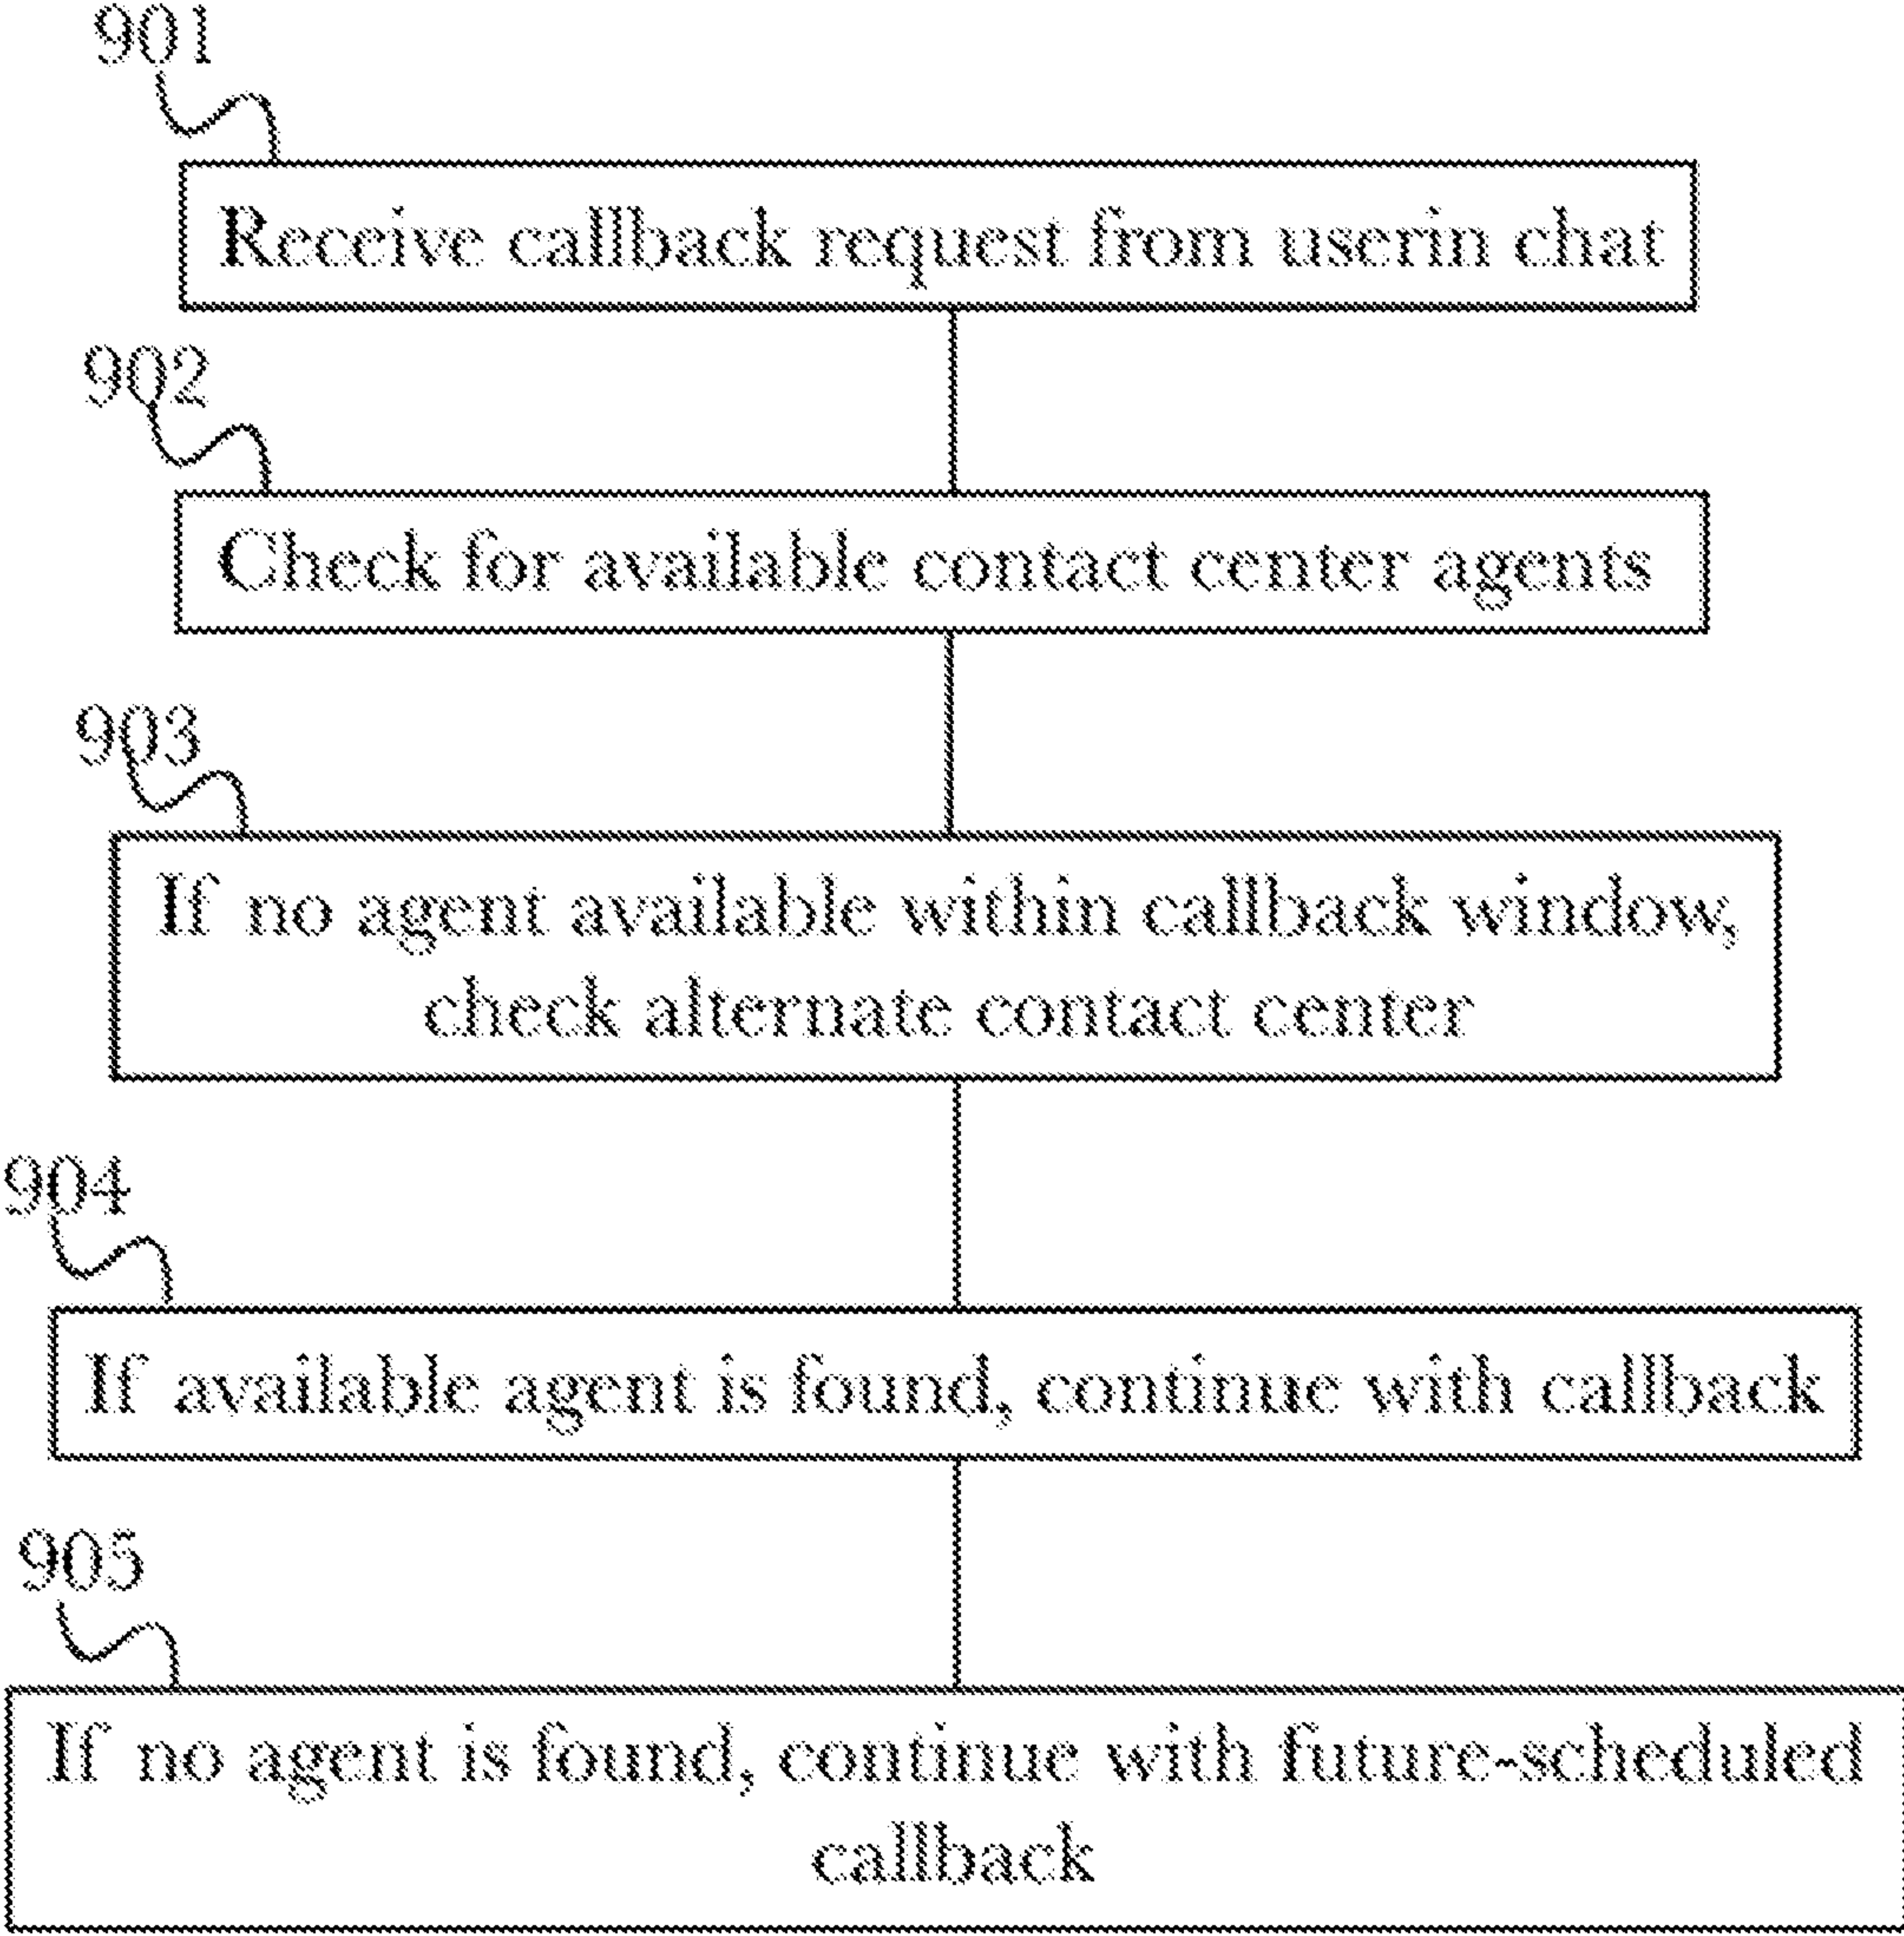 901
Receive callback request from userin chat
902
Check for available contact center agents
903
If no agent available within callback window,
check alternate contact center
904
If available agent is found, continue with callback
905
If no agent is found, continue with future-scheduled
callback